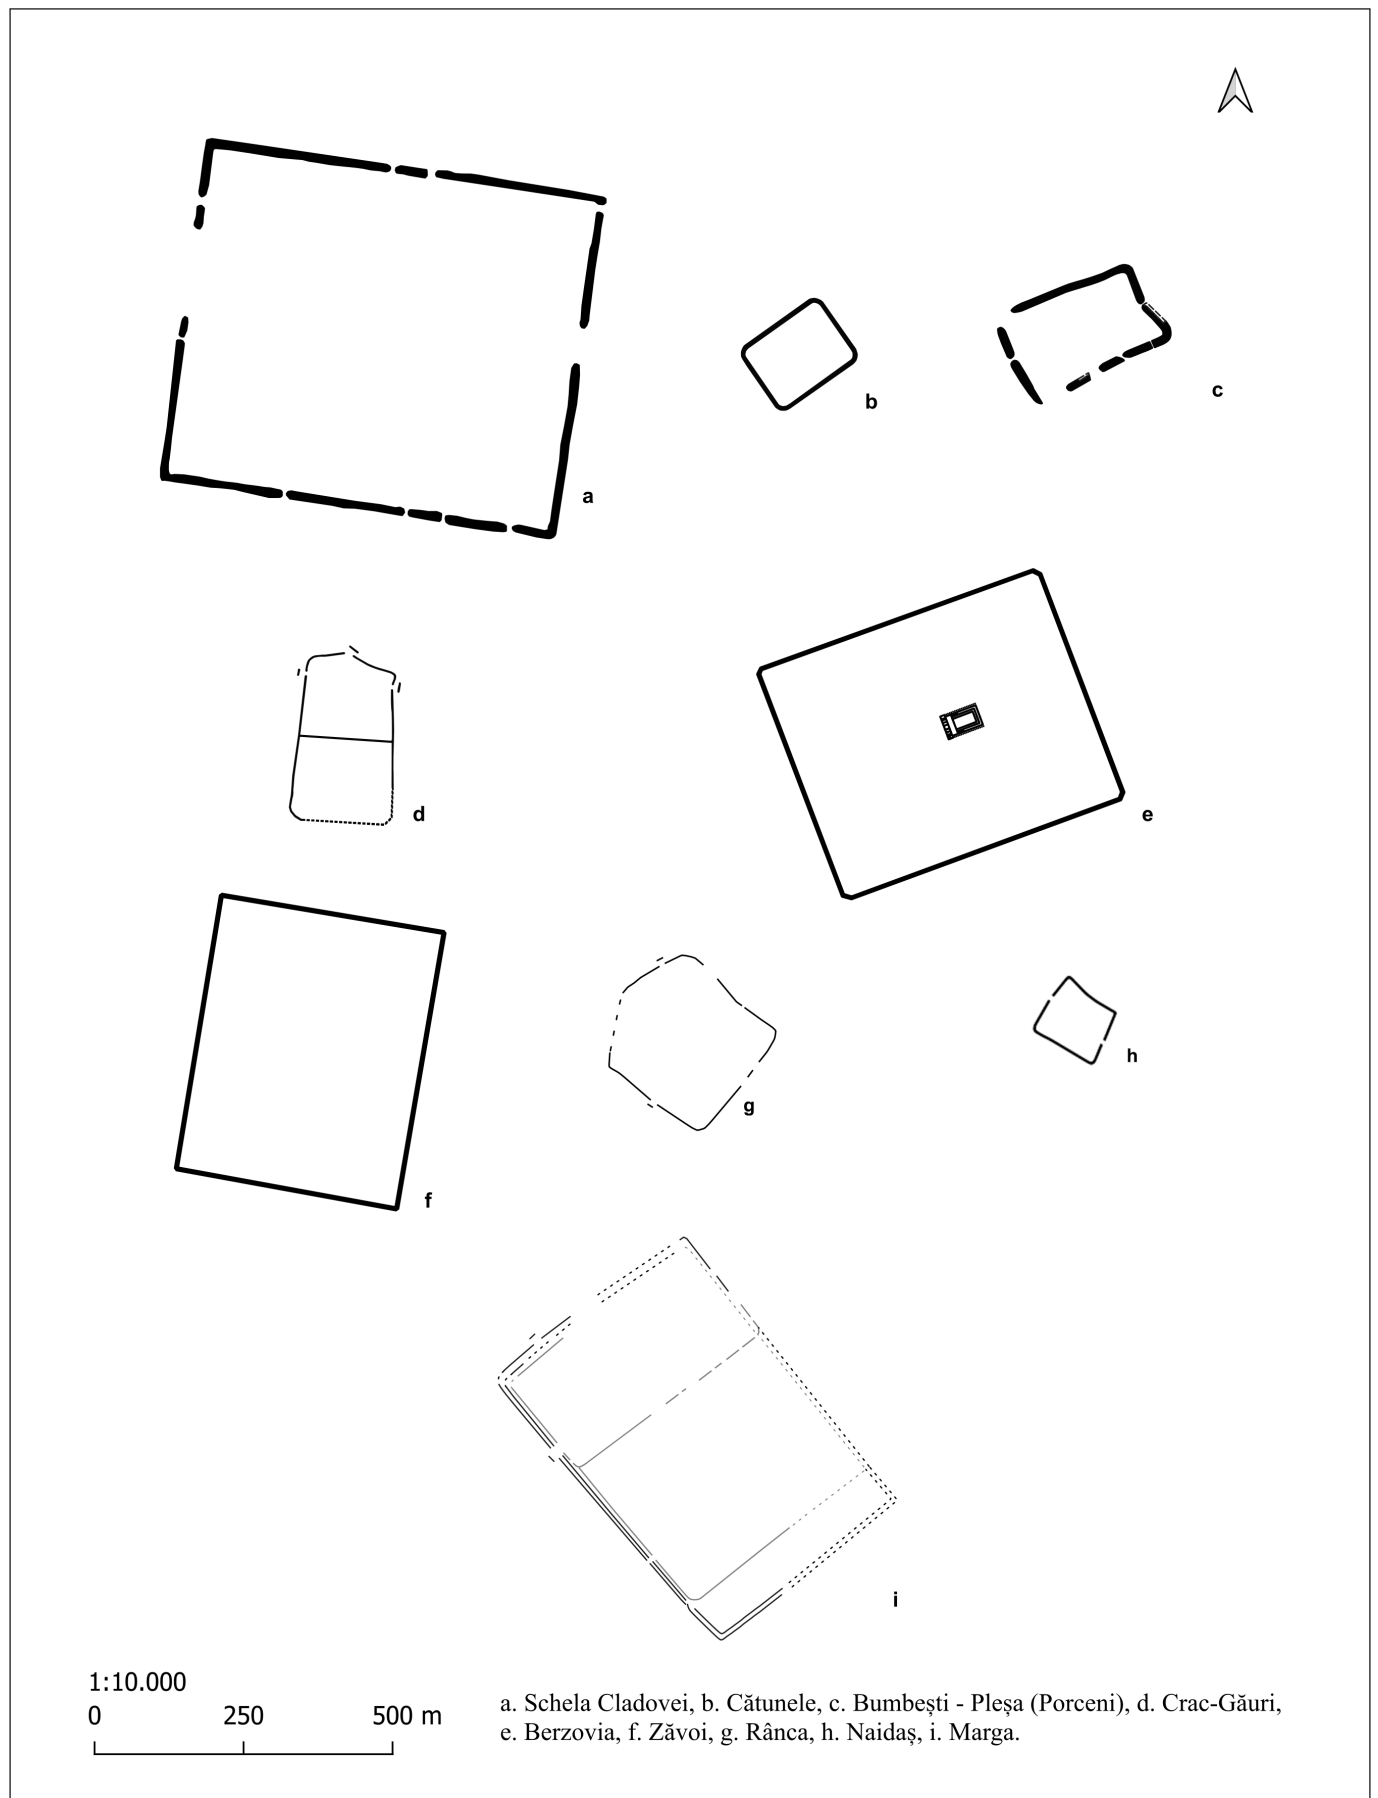 a
b
c
d
e
f
g
h
i
1:10.000
0 250 500 m
a. Schela Cladovei, b. Cătunele, c. Bumbești - Pleșa (Porceni), d. Crac-Găuri,
e. Berzovia, f. Zăvoi, g. Rânca, h. Naidaș, i. Marga.